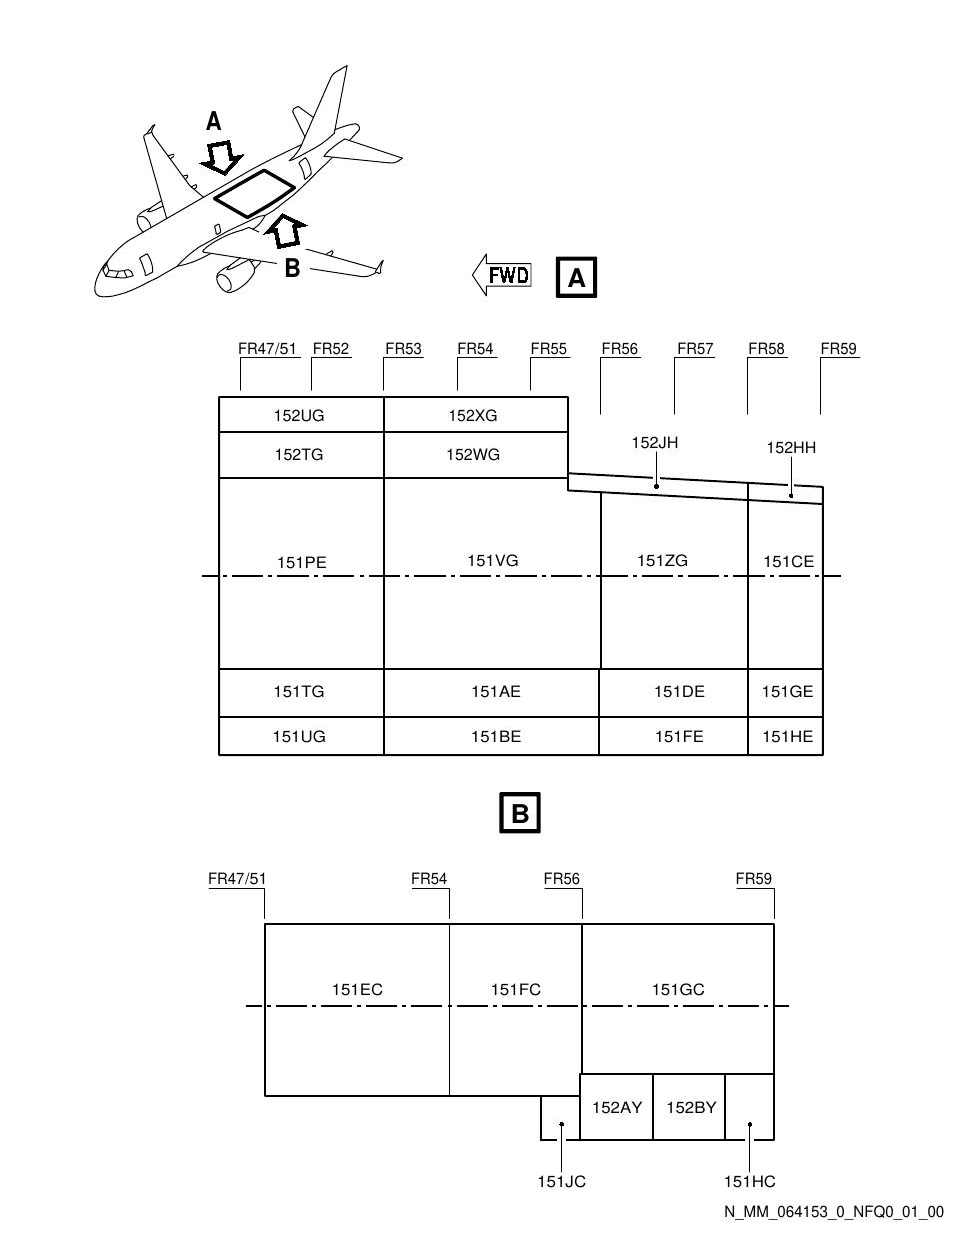 A
B
FWD A
FR47/51 FR52 FR53 FR54 FR55 FR56 FR57 FR58 FR59
152UG 152XG
152JH 152HH
152TG 152WG
151PE 151VG 151ZG 151CE
151TG 151AE 151DE 151GE
151UG 151BE 151FE 151HE
B
FR47/51 FR54 FR56 FR59
151EC 151FC 151GC
152AY 152BY
151JC 151HC
N_MM_064153_0_NFQ0_01_00